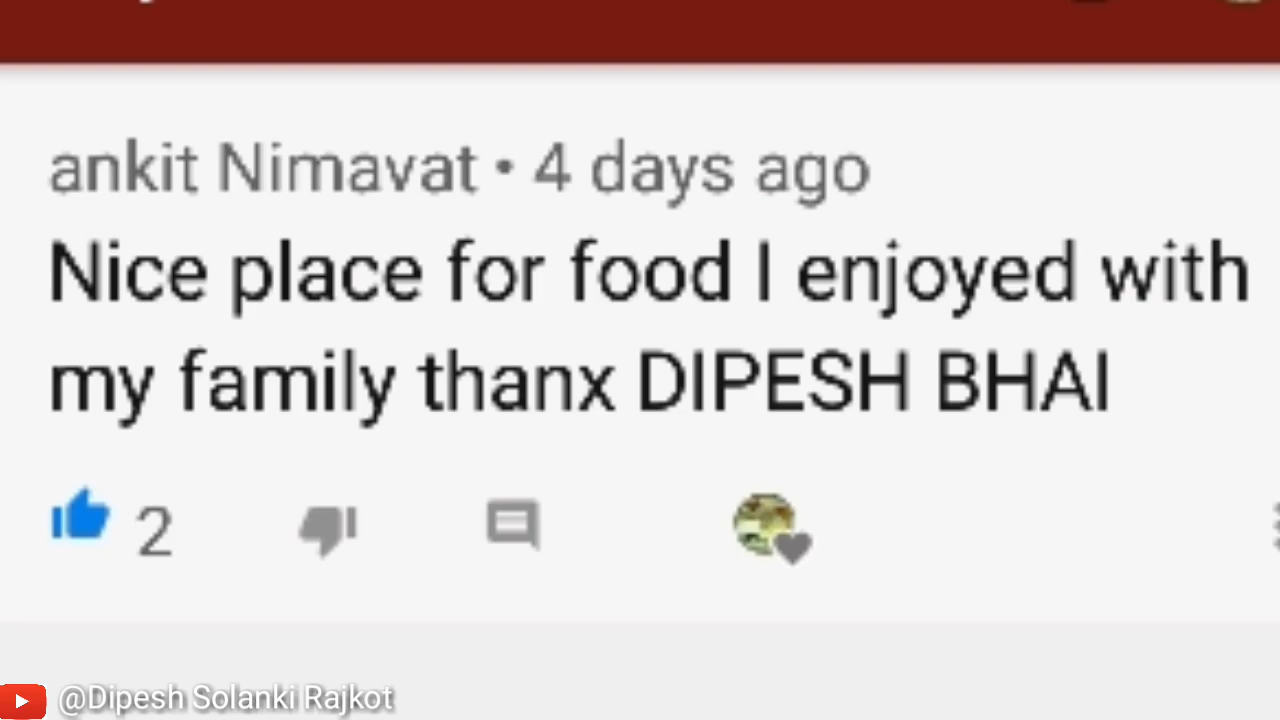 ankit Nimavat • 4 days ago
Nice place for food I enjoyed with
my family thanx DIPESH BHAI
2
@Dipesh Solanki Rajkot